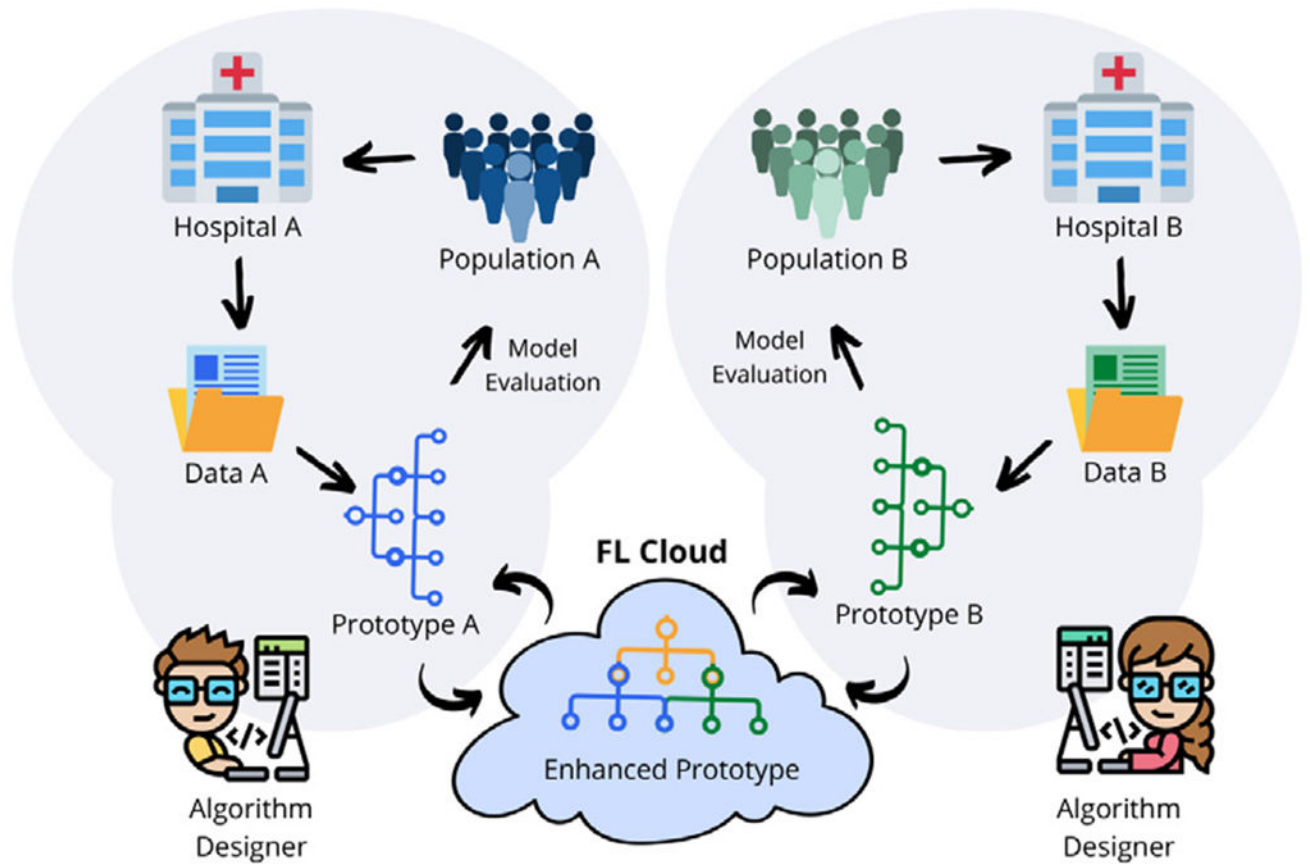 Hospital A
Population A
Population B
Hospital B
Model
Evaluation
Model
Evaluation
Data A
Data B
FL Cloud
Prototype A
Prototype B
</>
</>
Enhanced Prototype
Algorithm
Designer
Algorithm
Designer